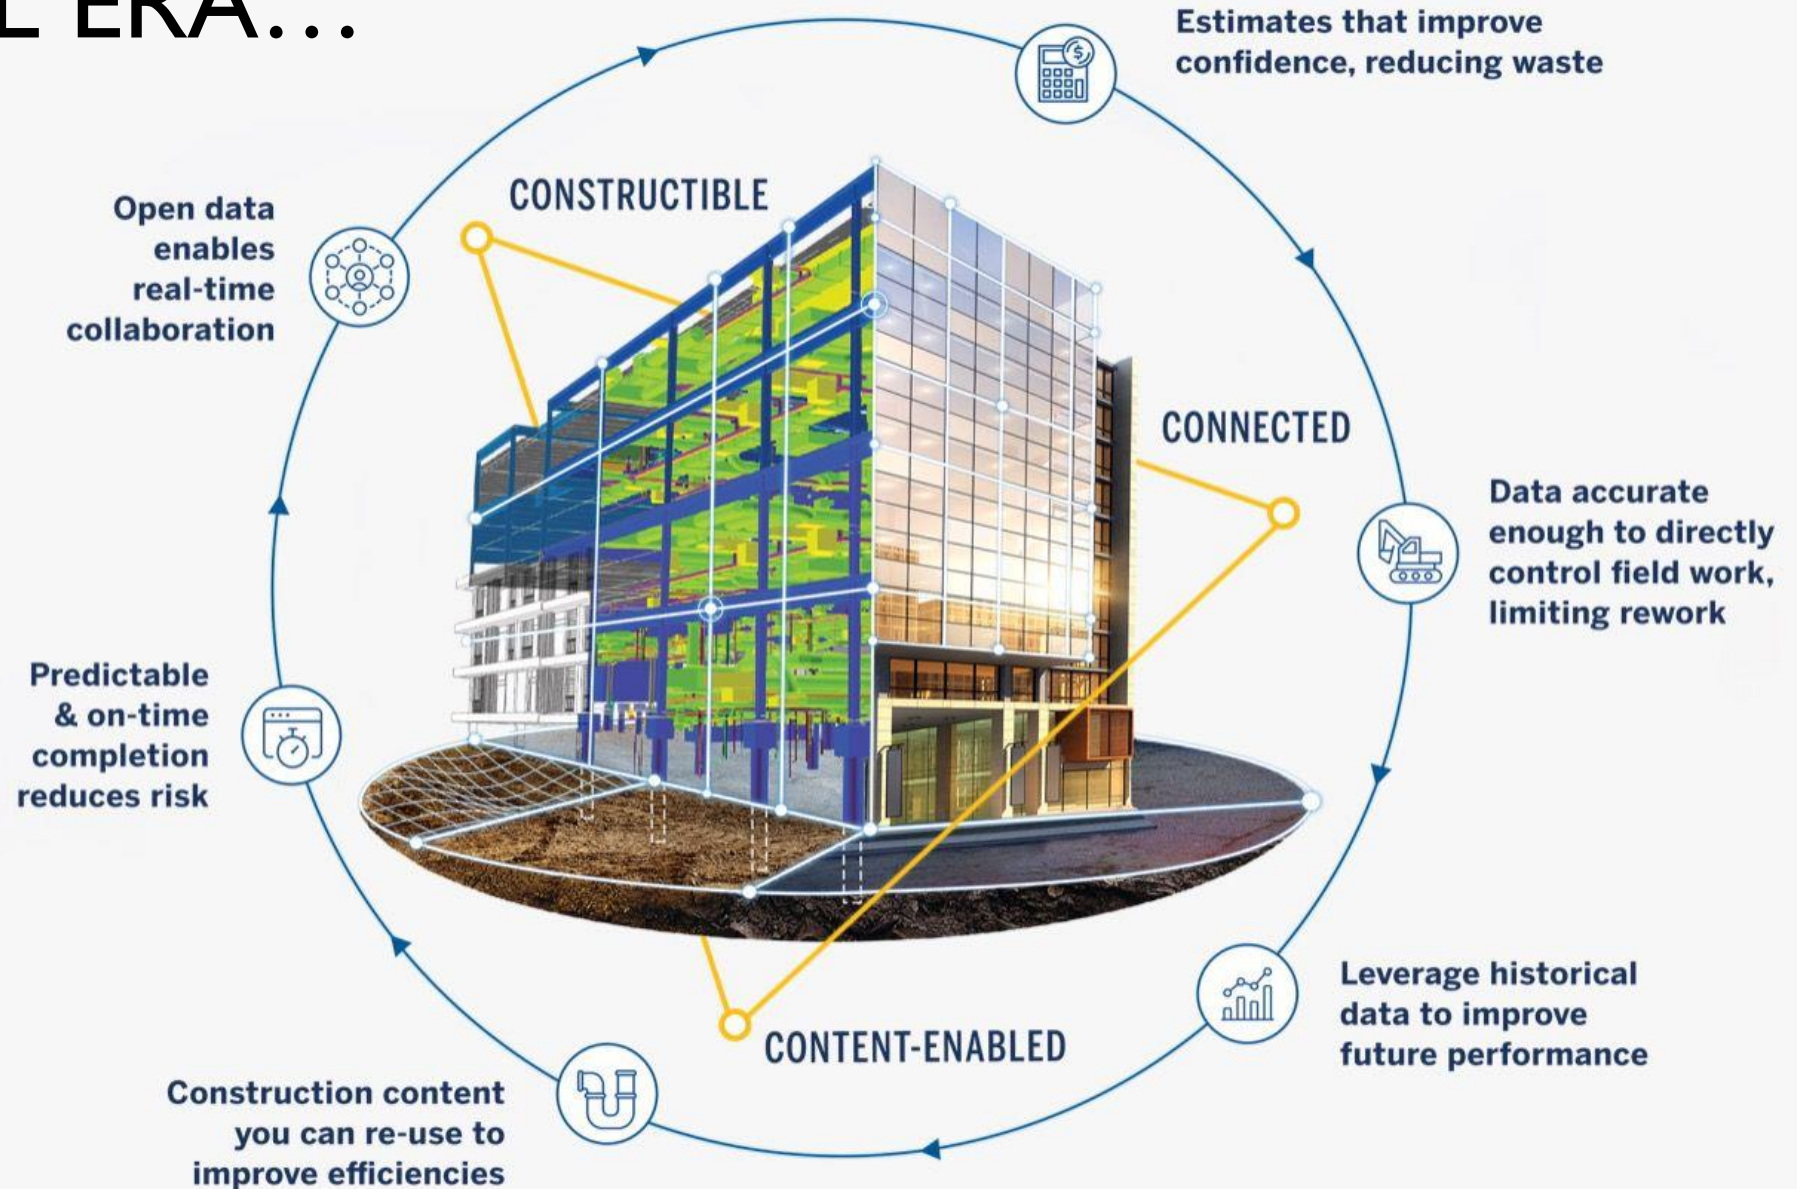 L ERA...
Estimates that improve
confidence, reducing waste
CONSTRUCTIBLE
Open data
enables
real-time
collaboration
CONNECTED
Data accurate
enough to directly
control field work,
limiting rework
Predictable
& on-time
completion
reduces risk
Leverage historical
data to improve
future performance
CONTENT-ENABLED
Construction content
you can re-use to
improve efficiencies